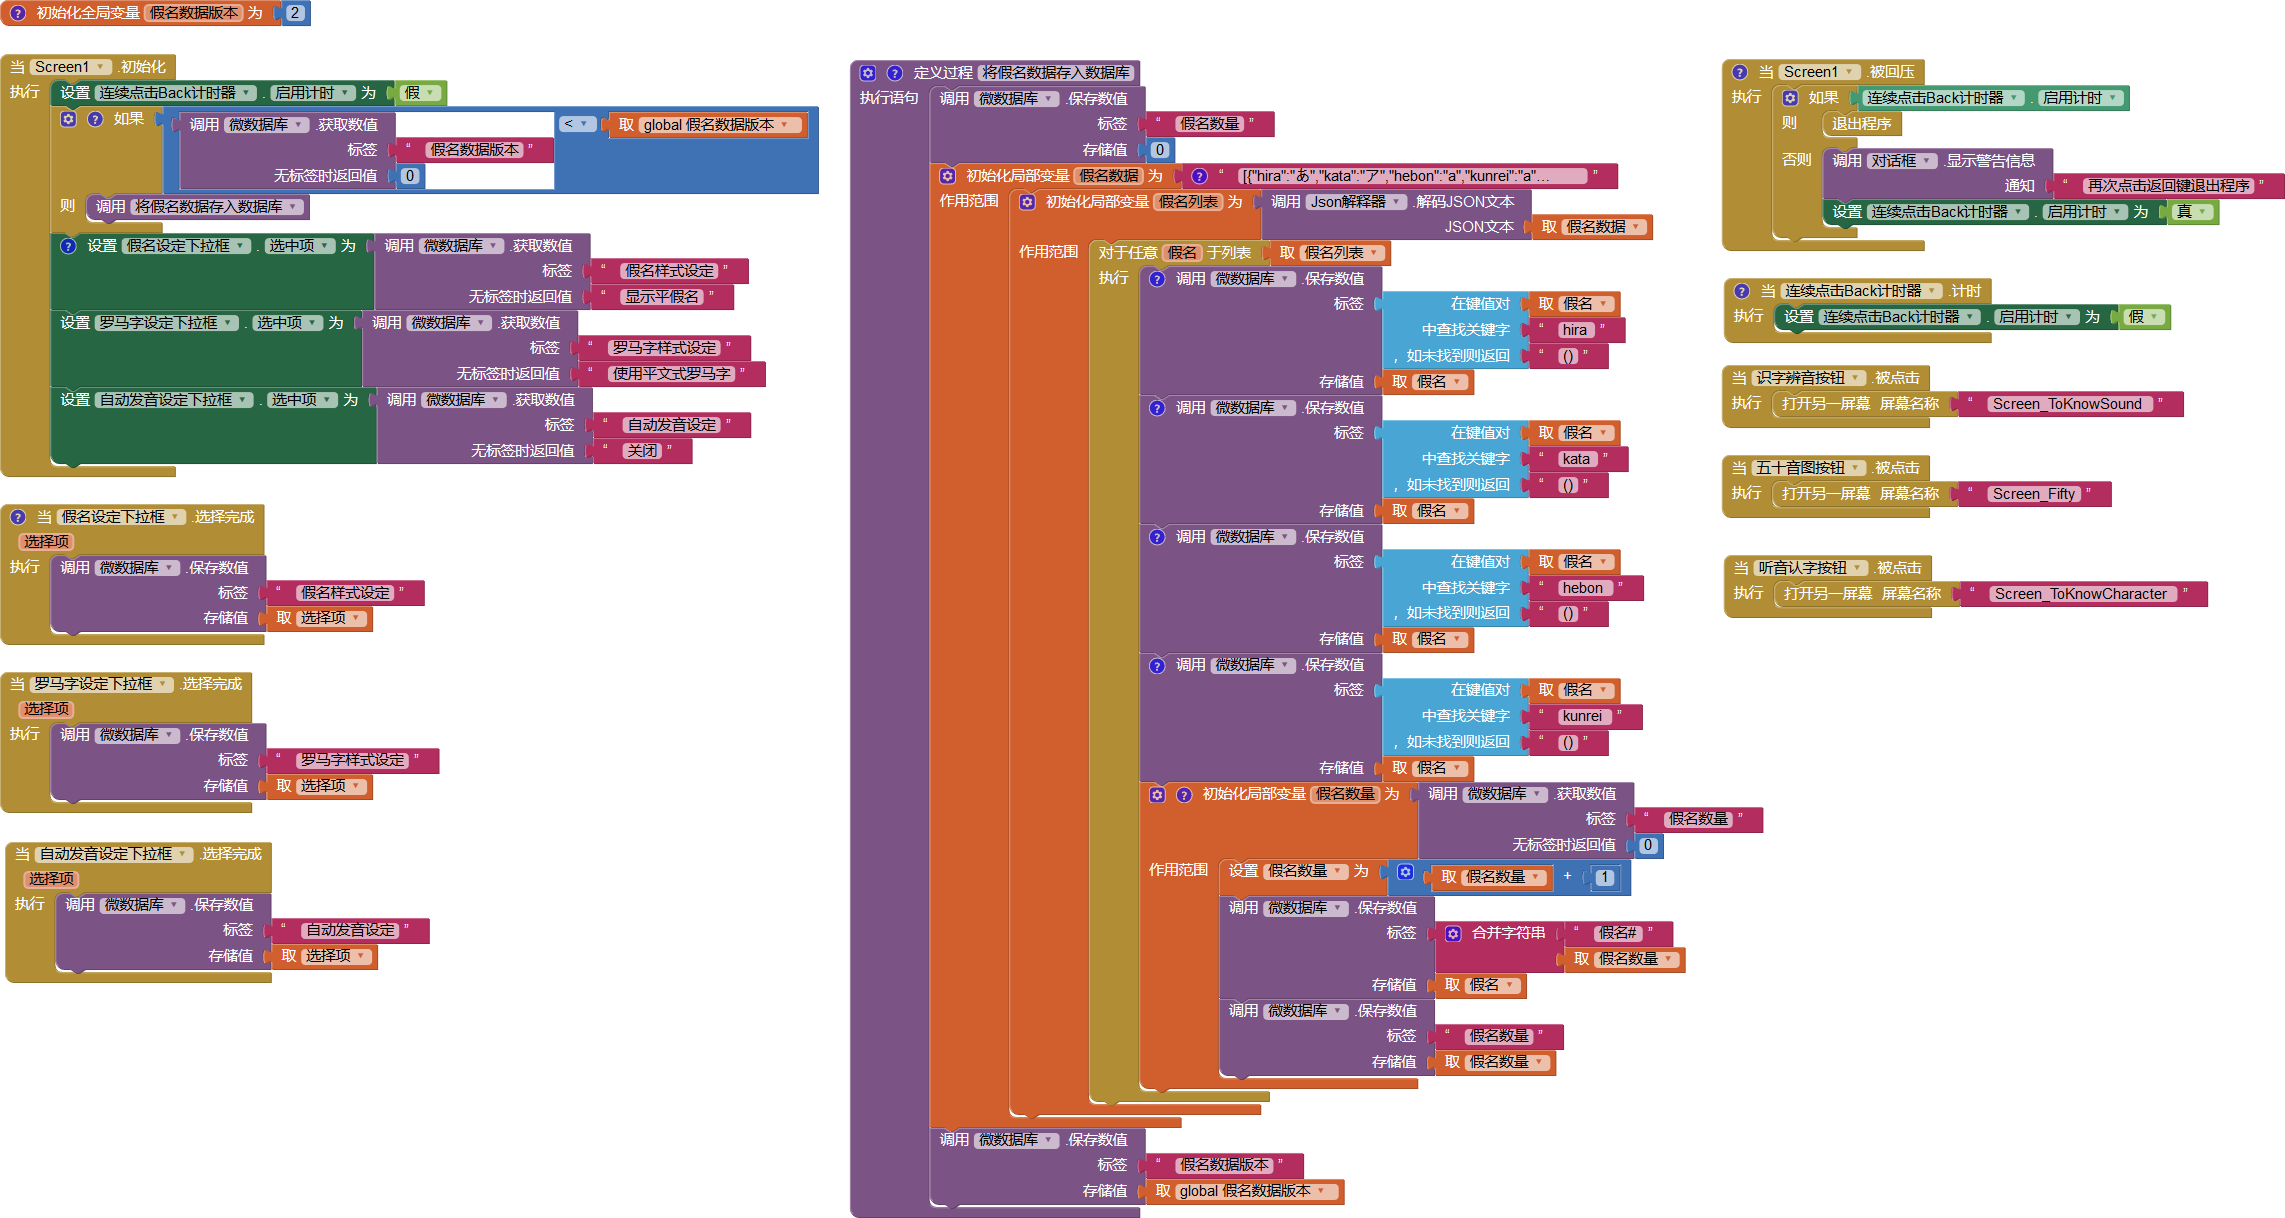 初始化全局变量 假名数据版本 为 2
当 Screen1 .初始化
执行 设置 连续点击Back计时器 . 启用计时 为 假
如果 调用 微数据库 .获取数值 < 取 global 假名数据版本
标签 “ 假名数据版本 ”
无标签时返回值 0
则 调用 将假名数据存入数据库
设置 假名设定下拉框 . 选中项 为 调用 微数据库 .获取数值
标签 “ 假名样式设定 ”
无标签时返回值 “ 显示平假名 ”
设置 罗马字设定下拉框 . 选中项 为 调用 微数据库 .获取数值
标签 “ 罗马字样式设定 ”
无标签时返回值 “ 使用平文式罗马字 ”
设置 自动发音设定下拉框 . 选中项 为 调用 微数据库 .获取数值
标签 “ 自动发音设定 ”
无标签时返回值 “ 关闭 ”
当 假名设定下拉框 .选择完成
选择项
执行 调用 微数据库 .保存数值
标签 “ 假名样式设定 ”
存储值 取 选择项
当 罗马字设定下拉框 .选择完成
选择项
执行 调用 微数据库 .保存数值
标签 “ 罗马字样式设定 ”
存储值 取 选择项
当 自动发音设定下拉框 .选择完成
选择项
执行 调用 微数据库 .保存数值
标签 “ 自动发音设定 ”
存储值 取 选择项
定义过程 将假名数据存入数据库
执行语句 调用 微数据库 .保存数值
标签 “ 假名数量 ”
存储值 0
初始化局部变量 假名数据 为 “ [{"hira":"あ","kata":"ア","hebon":"a","kunrei":"a"... ”
作用范围 初始化局部变量 假名列表 为 调用 Json解释器 .解码JSON文本
JSON文本 取 假名数据
作用范围 对于任意 假名 于列表 取 假名列表
执行 调用 微数据库 .保存数值
标签 在键值对 取 假名
中查找关键字 “ hira ”
，如未找到则返回 “ () ”
存储值 取 假名
调用 微数据库 .保存数值
标签 在键值对 取 假名
中查找关键字 “ kata ”
，如未找到则返回 “ () ”
存储值 取 假名
调用 微数据库 .保存数值
标签 在键值对 取 假名
中查找关键字 “ hebon ”
，如未找到则返回 “ () ”
存储值 取 假名
调用 微数据库 .保存数值
标签 在键值对 取 假名
中查找关键字 “ kunrei ”
，如未找到则返回 “ () ”
存储值 取 假名
初始化局部变量 假名数量 为 调用 微数据库 .获取数值
标签 “ 假名数量 ”
无标签时返回值 0
作用范围 设置 假名数量 为 取 假名数量 + 1
调用 微数据库 .保存数值
标签 合并字符串 “ 假名# ”
取 假名数量
存储值 取 假名
调用 微数据库 .保存数值
标签 “ 假名数量 ”
存储值 取 假名数量
调用 微数据库 .保存数值
标签 “ 假名数据版本 ”
存储值 取 global 假名数据版本
当 Screen1 .被回压
执行 如果 连续点击Back计时器 . 启用计时
则 退出程序
否则 调用 对话框 .显示警告信息
通知 “ 再次点击返回键退出程序 ”
设置 连续点击Back计时器 . 启用计时 为 真
当 连续点击Back计时器 .计时
执行 设置 连续点击Back计时器 . 启用计时 为 假
当 识字辨音按钮 .被点击
执行 打开另一屏幕 屏幕名称 “ Screen_ToKnowSound ”
当 五十音图按钮 .被点击
执行 打开另一屏幕 屏幕名称 “ Screen_Fifty ”
当 听音认字按钮 .被点击
执行 打开另一屏幕 屏幕名称 “ Screen_ToKnowCharacter ”